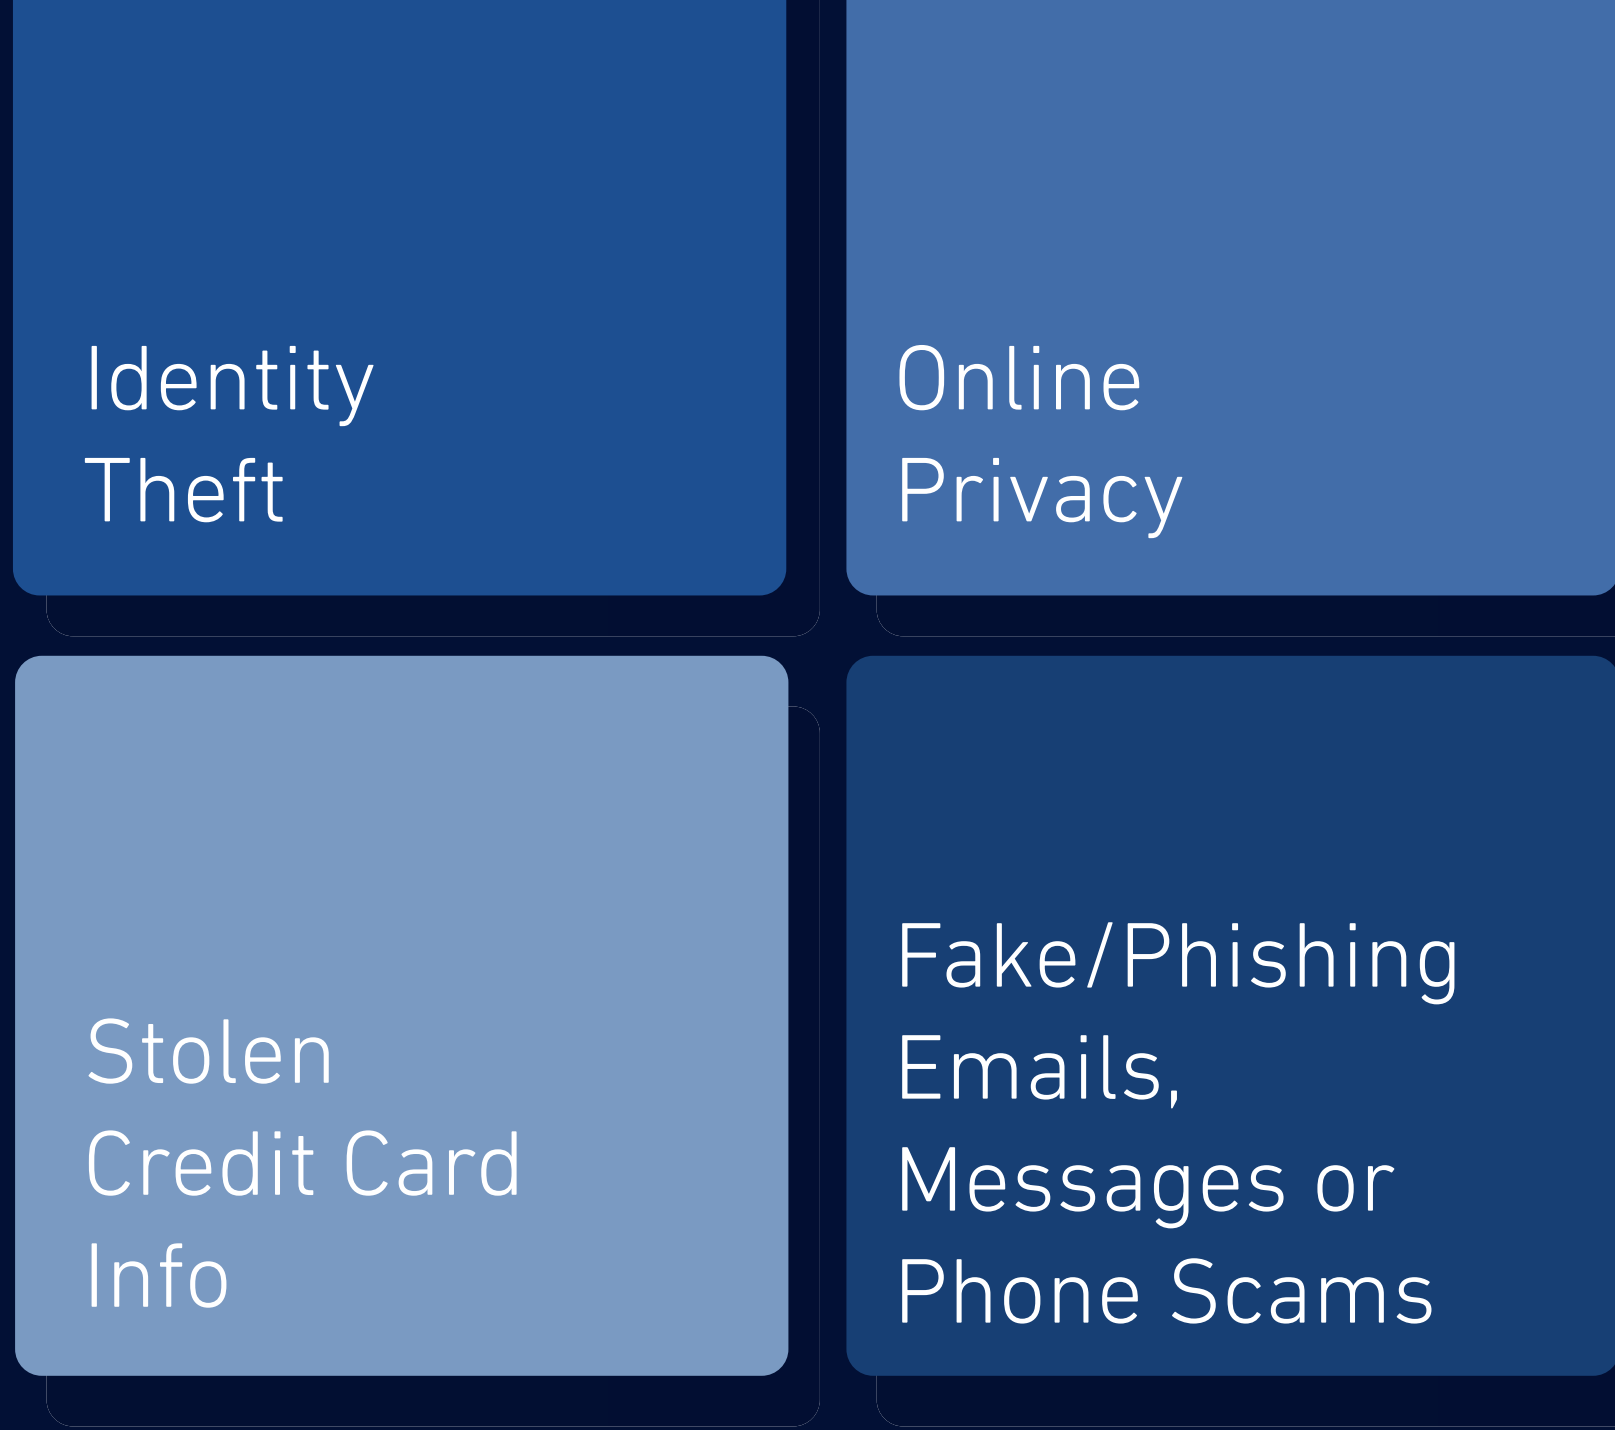 Identity
Theft
Online
Privacy
Stolen
Credit Card
Info
Fake/Phishing
Emails,
Messages or
Phone Scams